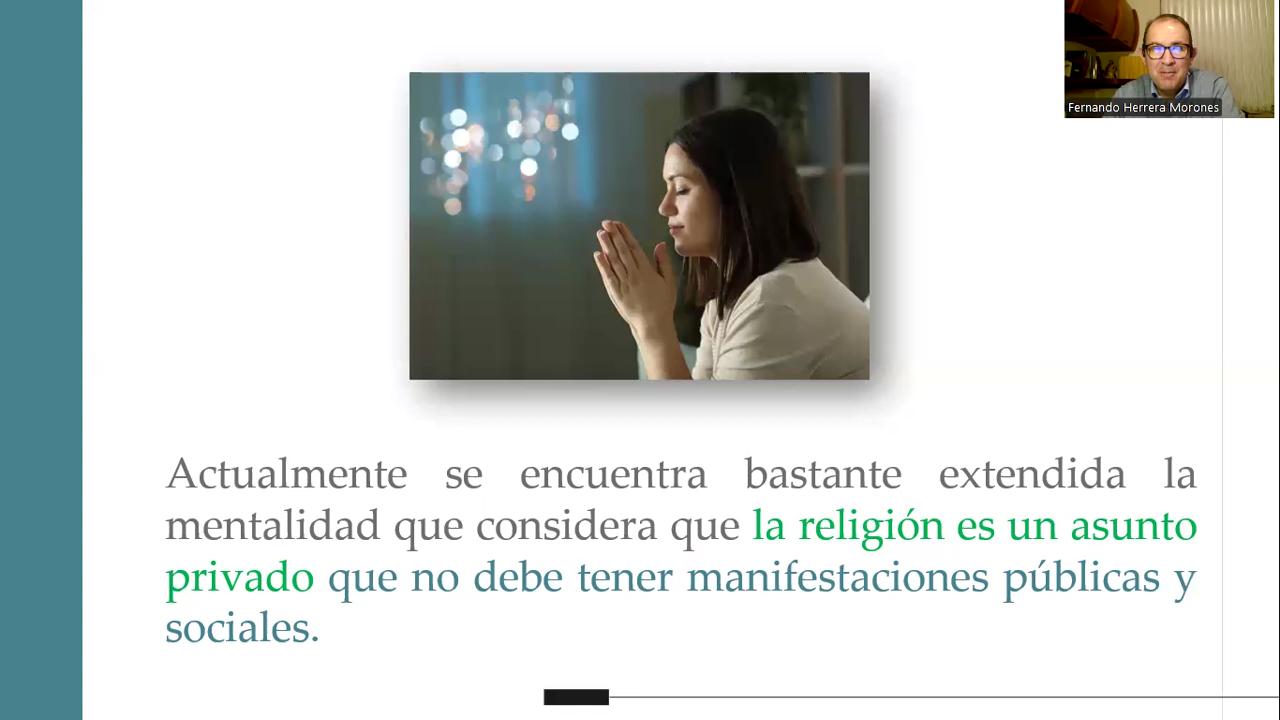 Fernando Herrera Morones
Actualmente se encuentra bastante extendida la
mentalidad que considera que la religión es un asunto
privado que no debe tener manifestaciones públicas y
sociales.